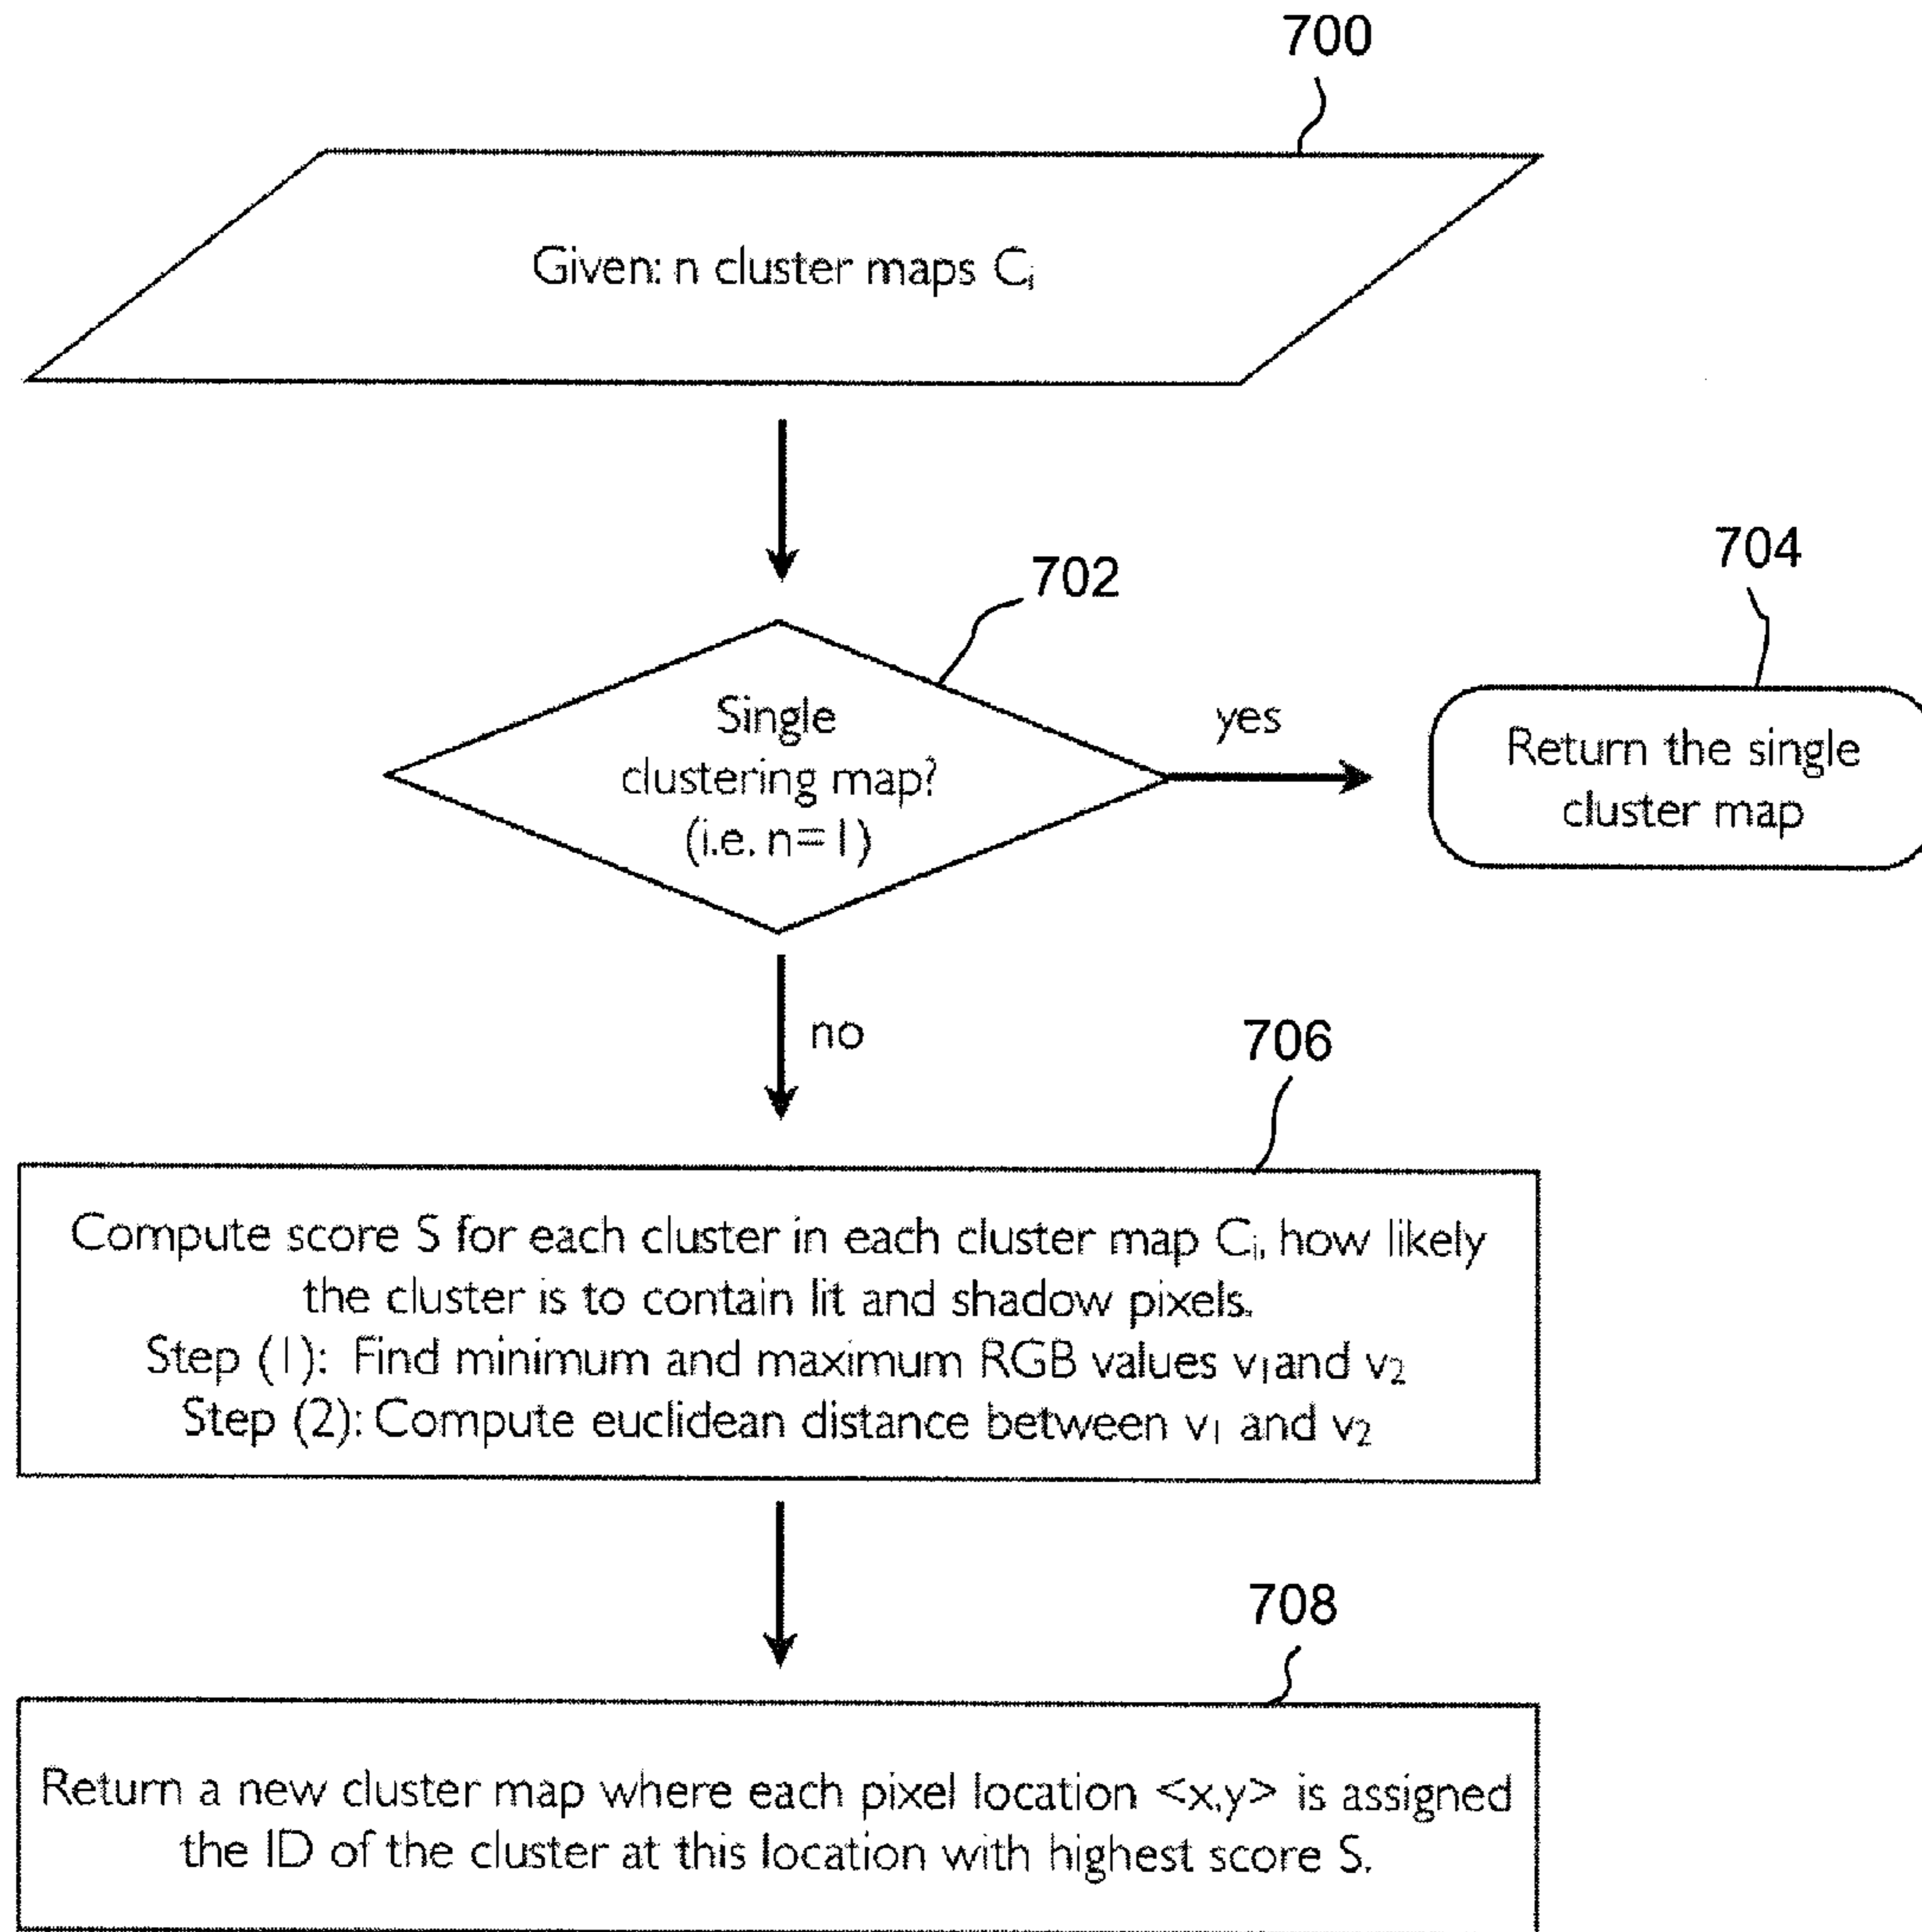 700
Given: n cluster maps Cᵢ
702
704
Single
clustering map?
(i.e. n=1)
yes
Return the single
cluster map
no
706
Compute score S for each cluster in each cluster map Cᵢ, how likely
the cluster is to contain lit and shadow pixels.
Step (1): Find minimum and maximum RGB values v₁and v₂
Step (2): Compute euclidean distance between v₁ and v₂
708
Return a new cluster map where each pixel location <x,y> is assigned
the ID of the cluster at this location with highest score S.